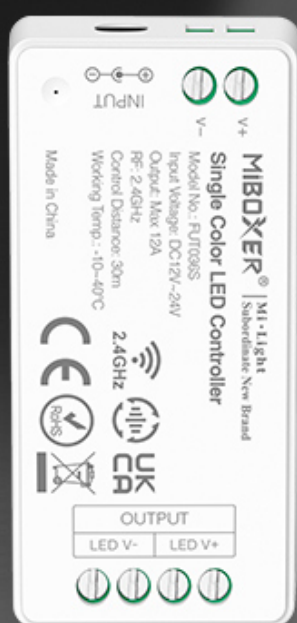 INPUT
V+
V-
MiBOXER® | Mi•Light
Subordinate New Brand
Single Color LED Controller
Model No.: FUT036S
Input Voltage: DC12V~24V
Output: Max 12A
RF: 2.4GHz
Control Distance: 30m
Working Temp.: -10~40°C
Made in China
2.4GHz
CE
RoHS
UK
CA
OUTPUT
LED V- LED V+